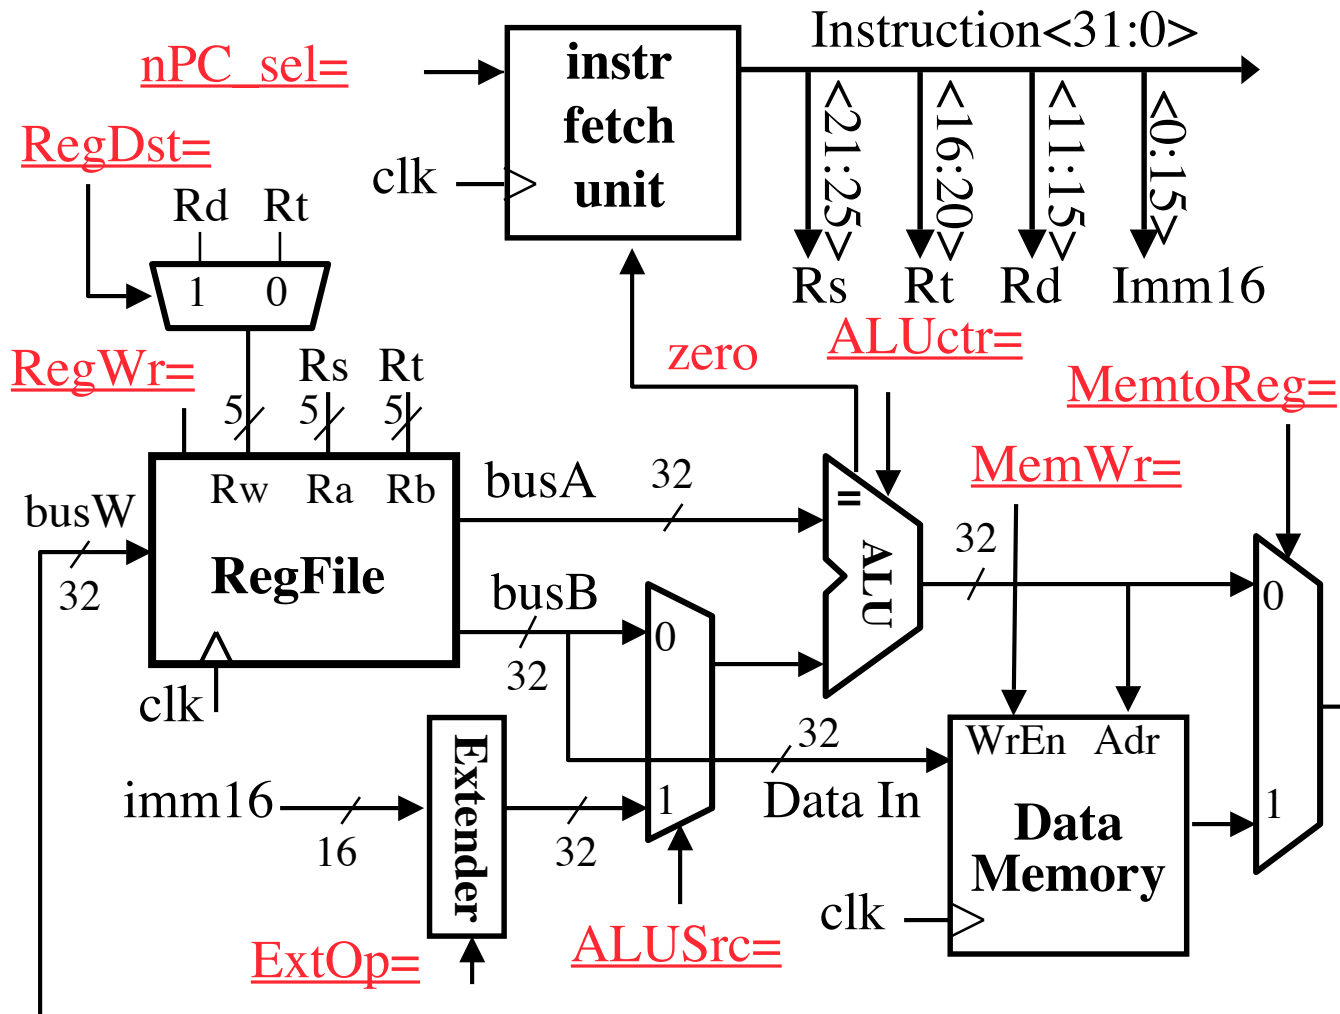 Instruction<31:0>
nPC_sel=
instr
fetch
unit
clk
<21:25>
<16:20>
<11:15>
<0:15>
Rs
Rt
Rd
Imm16
RegDst=
Rd
Rt
1
0
RegWr=
5
Rs
5
Rt
5
zero
ALUctr=
MemtoReg=
MemWr=
busW
32
Rw
Ra
Rb
RegFile
clk
busA
32
busB
32
=
ALU
32
0
1
0
1
imm16
16
Extender
32
ExtOp=
ALUSrc=
32
Data In
WrEn
Adr
Data
Memory
clk